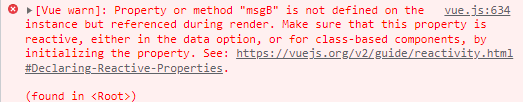 ▶[Vue warn]: Property or method "msgB" is not defined on the vue.js:634
instance but referenced during render. Make sure that this property is
reactive, either in the data option, or for class-based components, by
initializing the property. See: https://vuejs.org/v2/guide/reactivity.html
#Declaring-Reactive-Properties.
(found in <Root>)